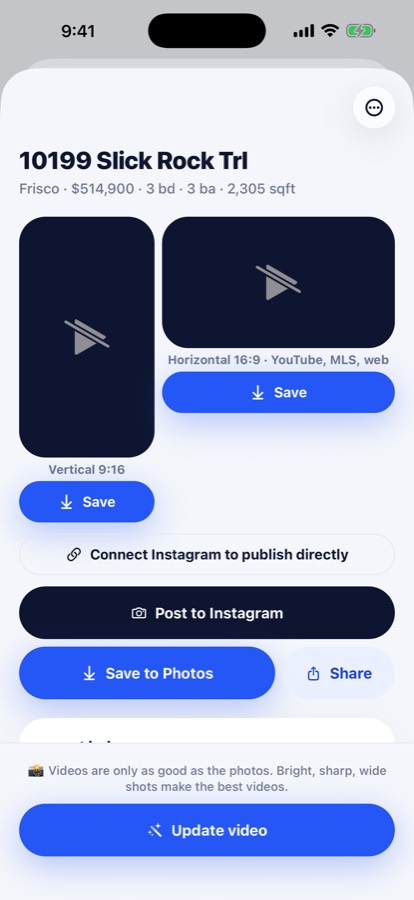 9:41
10199 Slick Rock Trl
Frisco · $514,900 · 3 bd · 3 ba · 2,305 sqft
Horizontal 16:9 · YouTube, MLS, web
Save
Vertical 9:16
Save
Connect Instagram to publish directly
Post to Instagram
Save to Photos
Share
📸 Videos are only as good as the photos. Bright, sharp, wide
shots make the best videos.
Update video